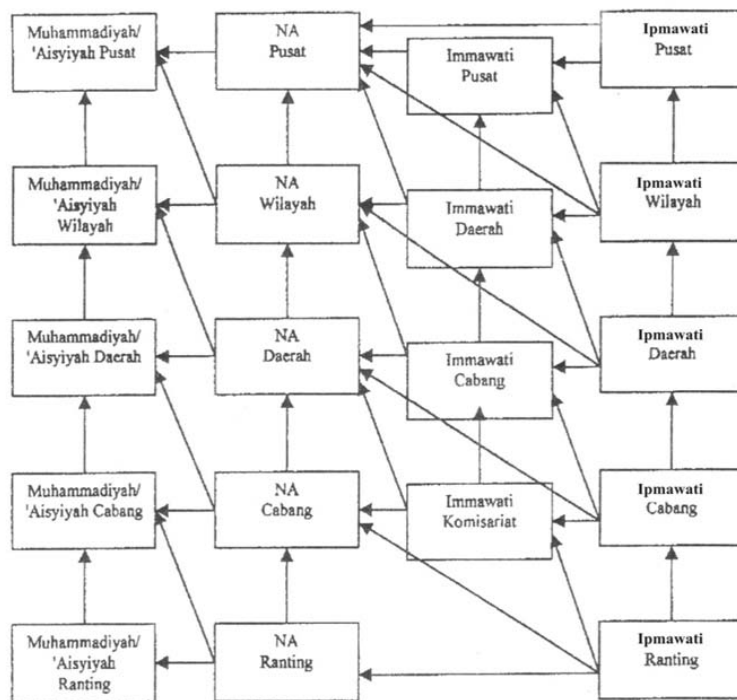 Muhammadiyah/
'Aisyiyah Pusat
NA
Pusat
Immawati
Pusat
Ipmawati
Pusat
Muhammadiyah/
'Aisyiyah
Wilayah
NA
Wilayah
Immawati
Daerah
Ipmawati
Wilayah
Muhammadiyah/
'Aisyiyah Daerah
NA
Daerah
Immawati
Cabang
Ipmawati
Daerah
Muhammadiyah/
'Aisyiyah Cabang
NA
Cabang
Immawati
Komisariat
Ipmawati
Cabang
Muhammadiyah/
'Aisyiyah
Ranting
NA
Ranting
Ipmawati
Ranting